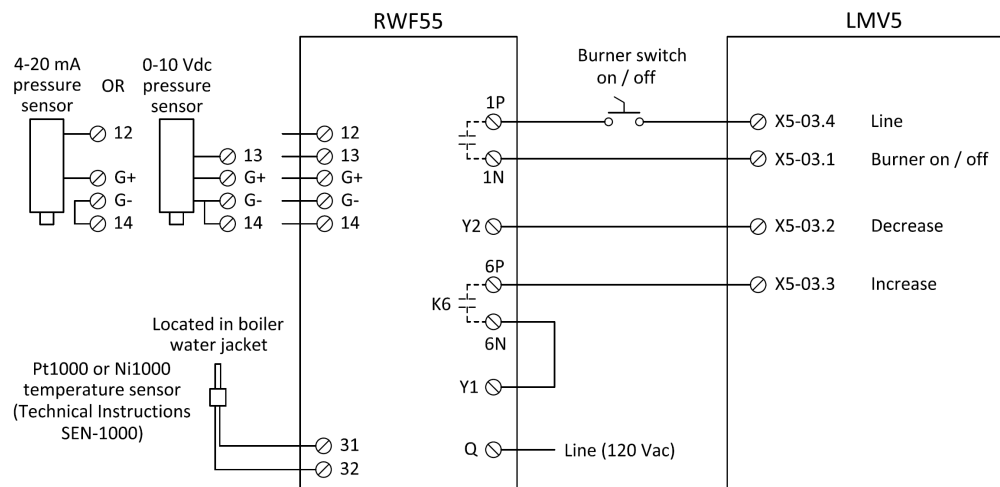 RWF55
LMV5
4-20 mA
pressure
sensor
OR
0-10 Vdc
pressure
sensor
12
G+
G-
14
13
G+
G-
14
12
13
G+
G-
14
1P
1N
Burner switch
on / off
X5-03.4 Line
X5-03.1 Burner on / off
Y2
X5-03.2 Decrease
6P
K6
6N
X5-03.3 Increase
Y1
Q
Line (120 Vac)
Located in boiler
water jacket
Pt1000 or Ni1000
temperature sensor
(Technical Instructions
SEN-1000)
31
32